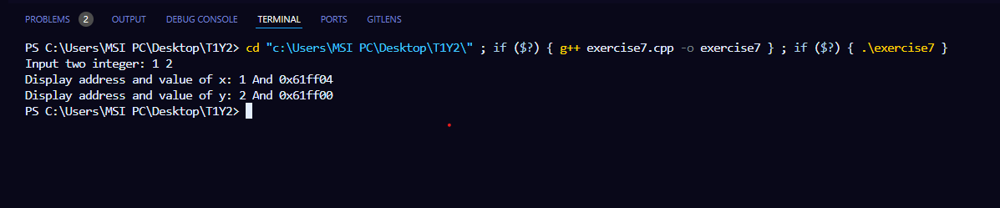 PROBLEMS 2 OUTPUT DEBUG CONSOLE TERMINAL PORTS GITLENS
PS C:\Users\MSI PC\Desktop\T1Y2> cd "c:\Users\MSI PC\Desktop\T1Y2\" ; if ($?) { g++ exercise7.cpp -o exercise7 } ; if ($?) { .\exercise7 }
Input two integer: 1 2
Display address and value of x: 1 And 0x61ff04
Display address and value of y: 2 And 0x61ff00
PS C:\Users\MSI PC\Desktop\T1Y2>